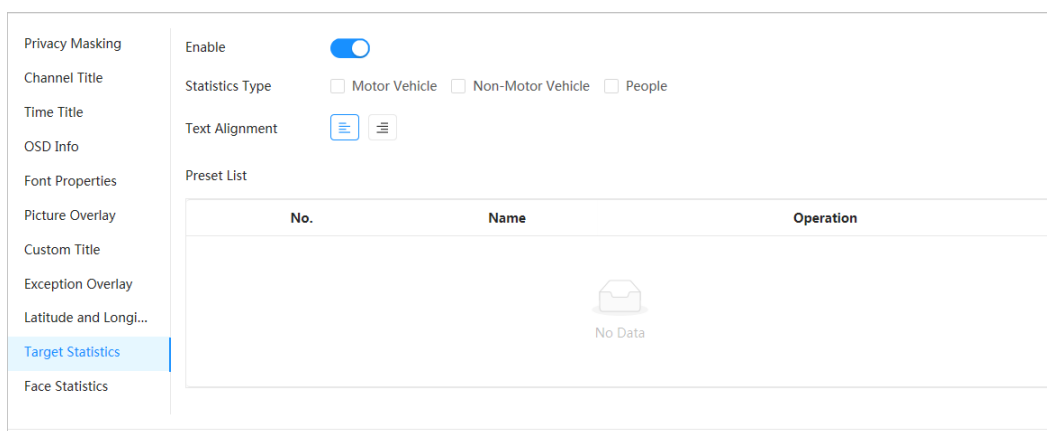 Privacy Masking
Channel Title
Time Title
OSD Info
Font Properties
Picture Overlay
Custom Title
Exception Overlay
Latitude and Longi...
Target Statistics
Face Statistics
Enable
Statistics Type Motor Vehicle Non-Motor Vehicle People
Text Alignment
Preset List
No. Name Operation
No Data